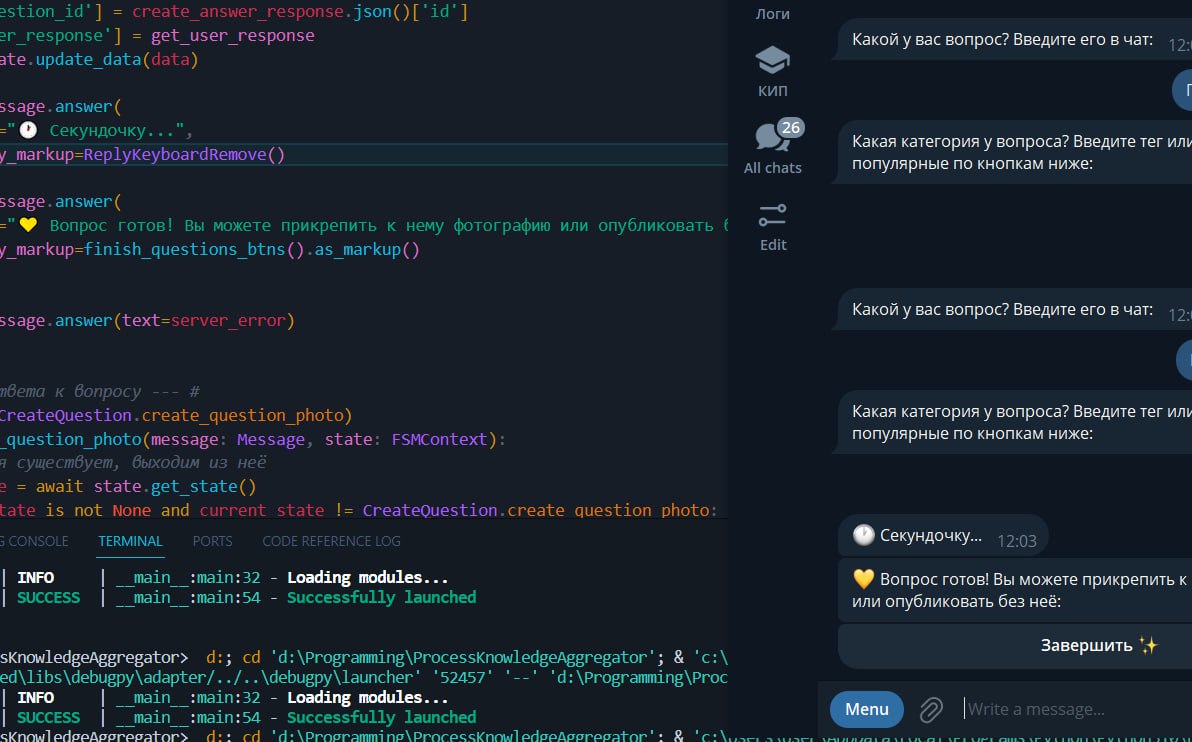 estion_id'] = create_answer_response.json()['id']
er_response'] = get_user_response
ate.update_data(data)
ssage.answer(
="🕐 Секундочку...",
y_markup=ReplyKeyboardRemove()
ssage.answer(
="💛 Вопрос готов! Вы можете прикрепить к нему фотографию или опубликовать б
y_markup=finish_questions_btns().as_markup()
ssage.answer(text=server_error)
твета к вопросу --- #
CreateQuestion.create_question_photo)
_question_photo(message: Message, state: FSMContext):
я существует, выходим из неё
e = await state.get_state()
tate is not None and current_state != CreateQuestion.create_question_photo:
G CONSOLE TERMINAL PORTS CODE REFERENCE LOG
| INFO | __main__:main:32 - Loading modules...
| SUCCESS | __main__:main:54 - Successfully launched
sKnowledgeAggregator> d:; cd 'd:\Programming\ProcessKnowledgeAggregator'; & 'c:\
ed\libs\debugpy\adapter/../..\debugpy\launcher' '52457' '--' 'd:\Programming\Proc
| INFO | __main__:main:32 - Loading modules...
| SUCCESS | __main__:main:54 - Successfully launched
sKnowledgeAggregator> d:; cd 'd:\Programming\ProcessKnowledgeAggregator'; & 'c:\
Логи
КИП
26
All chats
Edit
Какой у вас вопрос? Введите его в чат: 12:0
Какая категория у вопроса? Введите тег или
популярные по кнопкам ниже:
Какой у вас вопрос? Введите его в чат: 12:0
Какая категория у вопроса? Введите тег или
популярные по кнопкам ниже:
🕐 Секундочку... 12:03
💛 Вопрос готов! Вы можете прикрепить к
или опубликовать без неё:
Завершить ✨
Menu
Write a message...